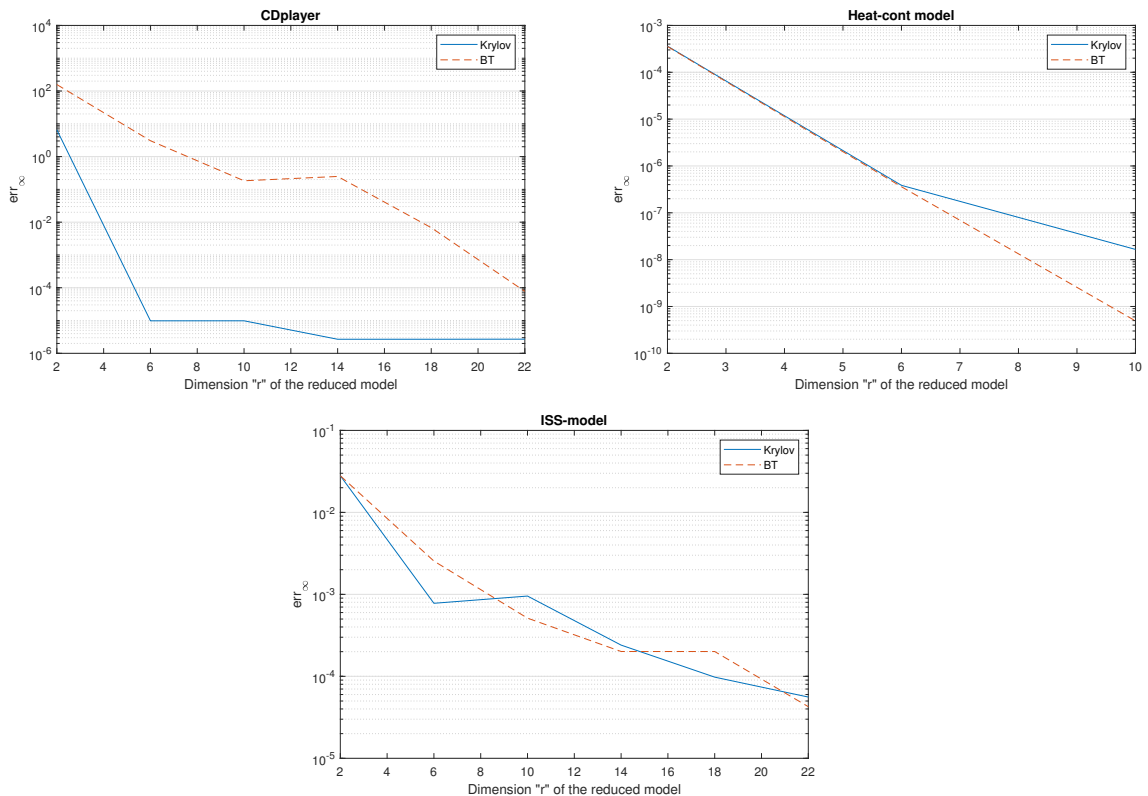 CDplayer
10^4
10^2
10^0
10^-2
10^-4
10^-6
err_∞
2 4 6 8 10 12 14 16 18 20 22
Dimension "r" of the reduced model
Krylov
BT
Heat-cont model
10^-3
10^-4
10^-5
10^-6
10^-7
10^-8
10^-9
10^-10
err_∞
2 3 4 5 6 7 8 9 10
Dimension "r" of the reduced model
Krylov
BT
ISS-model
10^-1
10^-2
10^-3
10^-4
10^-5
err_∞
2 4 6 8 10 12 14 16 18 20 22
Dimension "r" of the reduced model
Krylov
BT